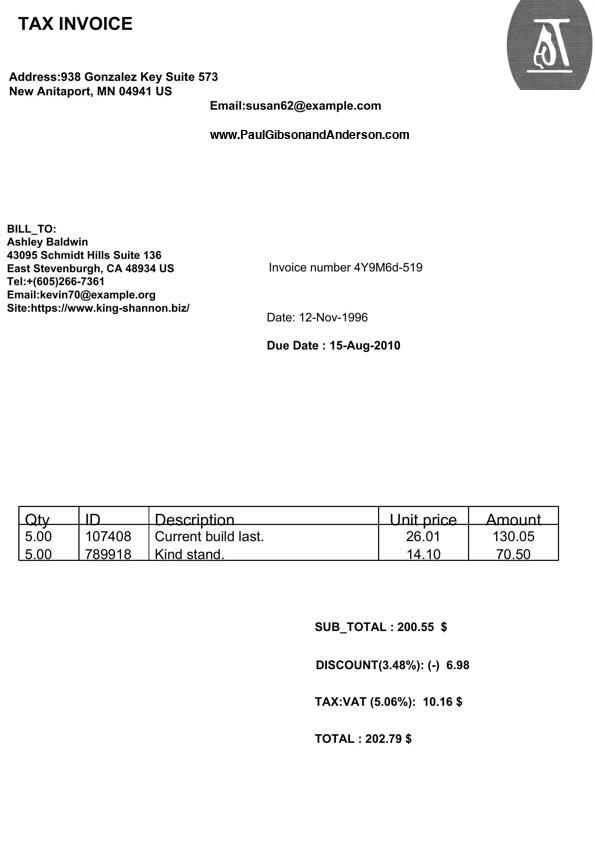 TAX INVOICE
Address:938 Gonzalez Key Suite 573
New Anitaport, MN 04941 US
Email:susan62@example.com
www.PaulGibsonandAnderson.com
BILL_TO:
Ashley Baldwin
43095 Schmidt Hills Suite 136
East Stevenburgh, CA 48934 US
Tel:+(605)266-7361
Email:kevin70@example.org
Site:https://www.king-shannon.biz/
Invoice number 4Y9M6d-519
Date: 12-Nov-1996
Due Date : 15-Aug-2010
Qty ID Description Unit price Amount
5.00 107408 Current build last. 26.01 130.05
5.00 789918 Kind stand. 14.10 70.50
SUB_TOTAL : 200.55 $
DISCOUNT(3.48%): (-) 6.98
TAX:VAT (5.06%): 10.16 $
TOTAL : 202.79 $